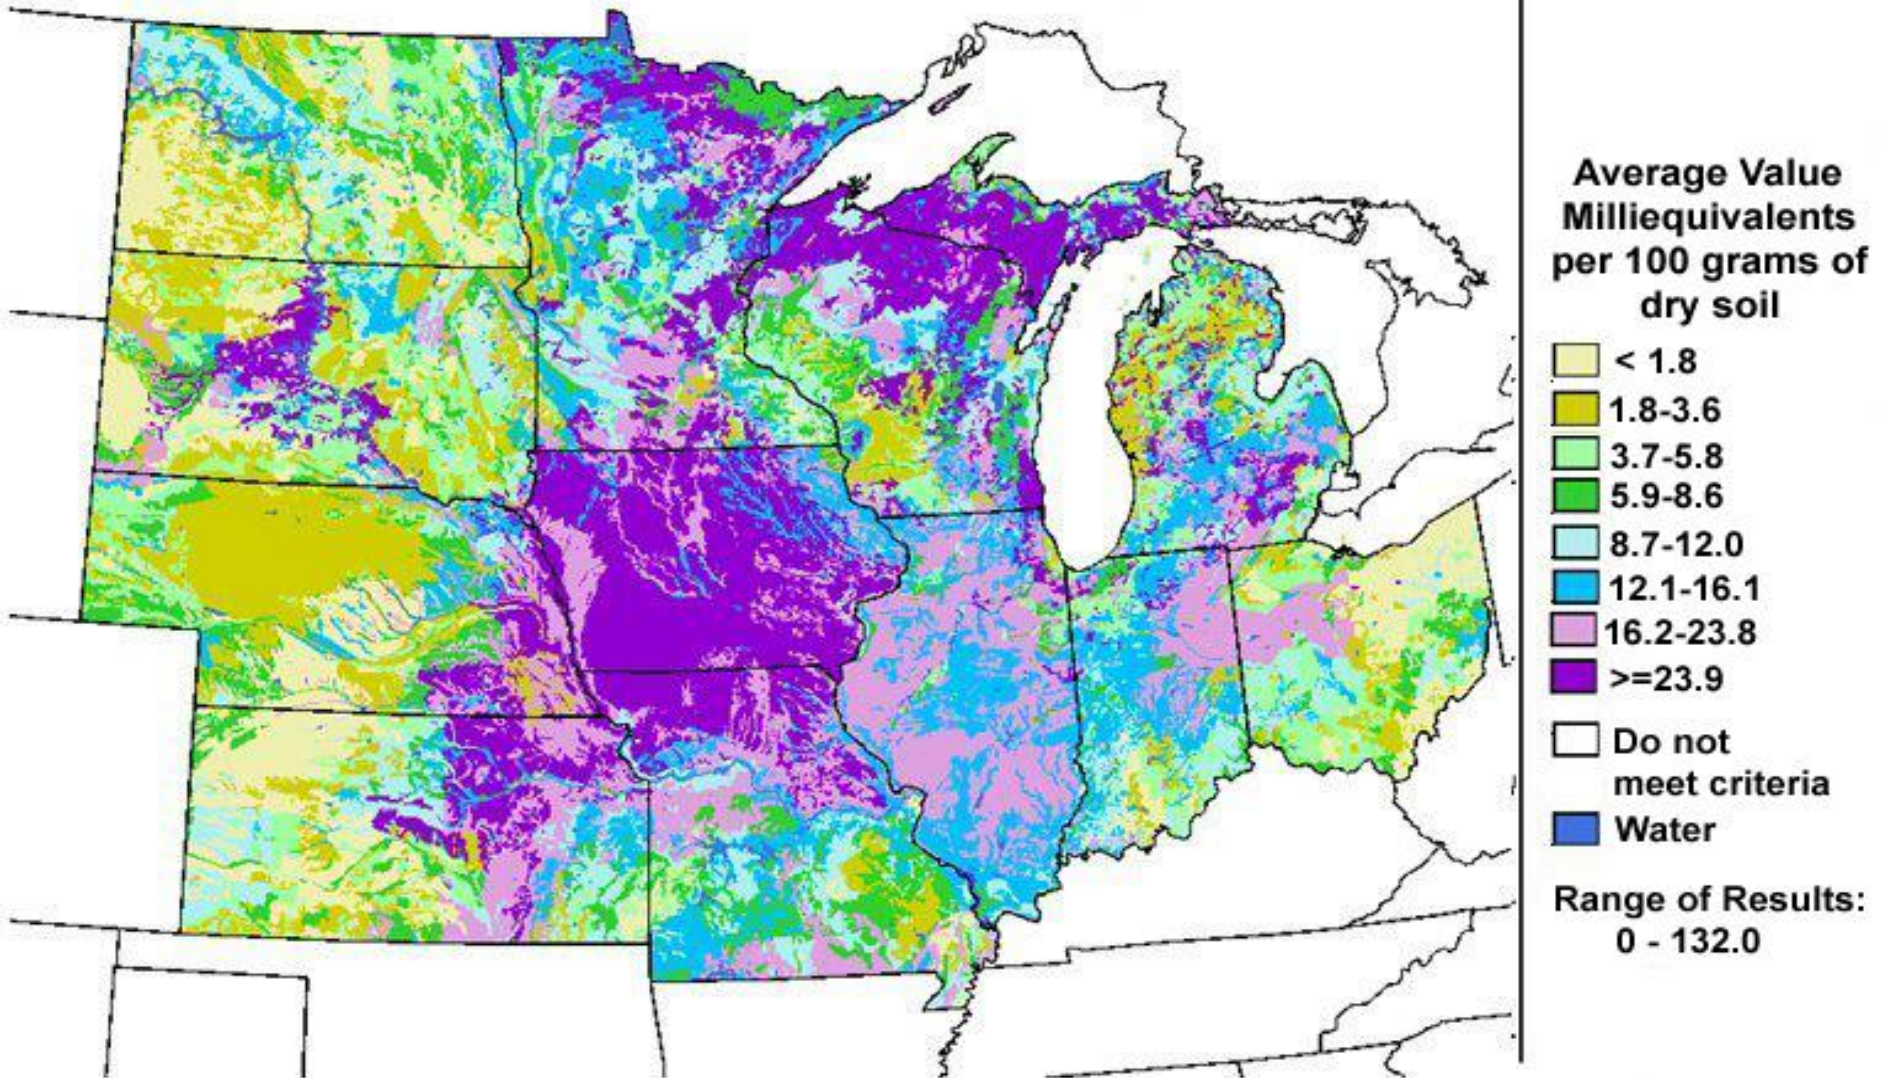 Average Value
Milliequivalents
per 100 grams of
dry soil
< 1.8
1.8-3.6
3.7-5.8
5.9-8.6
8.7-12.0
12.1-16.1
16.2-23.8
>=23.9
Do not
meet criteria
Water
Range of Results:
0 - 132.0